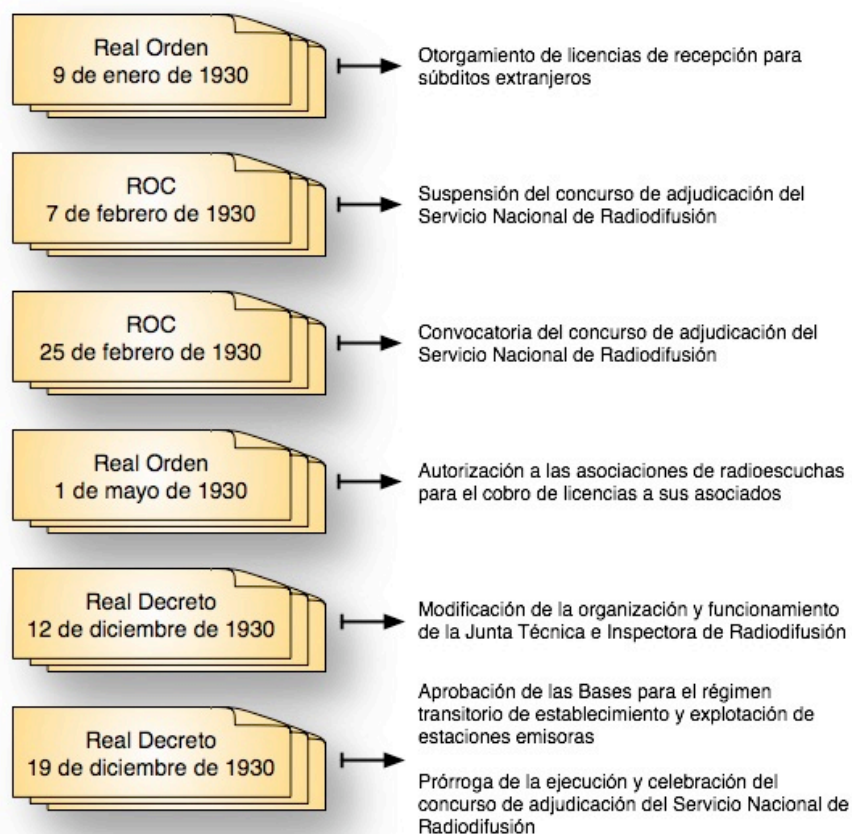 Real Orden
9 de enero de 1930
Otorgamiento de licencias de recepción para
súbditos extranjeros
ROC
7 de febrero de 1930
Suspensión del concurso de adjudicación del
Servicio Nacional de Radiodifusión
ROC
25 de febrero de 1930
Convocatoria del concurso de adjudicación del
Servicio Nacional de Radiodifusión
Real Orden
1 de mayo de 1930
Autorización a las asociaciones de radioescuchas
para el cobro de licencias a sus asociados
Real Decreto
12 de diciembre de 1930
Modificación de la organización y funcionamiento
de la Junta Técnica e Inspectora de Radiodifusión
Real Decreto
19 de diciembre de 1930
Aprobación de las Bases para el régimen
transitorio de establecimiento y explotación de
estaciones emisoras
Prórroga de la ejecución y celebración del
concurso de adjudicación del Servicio Nacional de
Radiodifusión